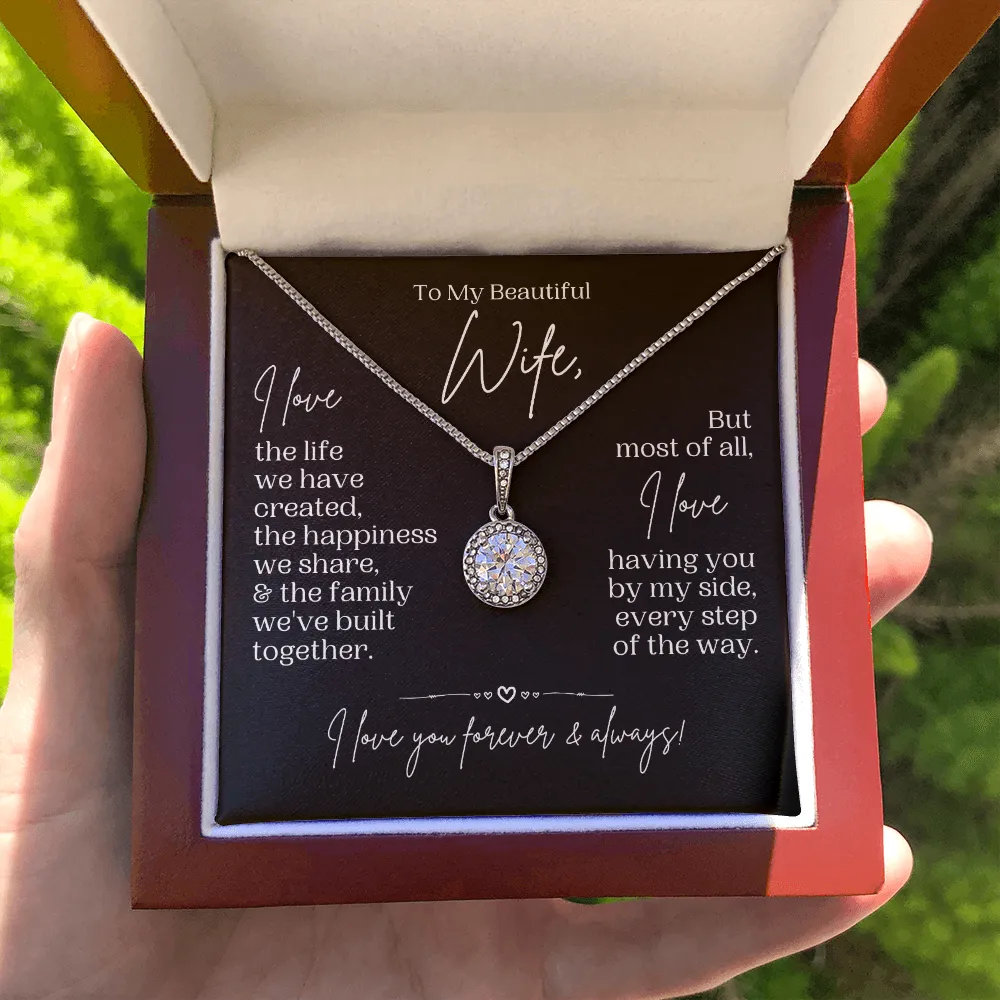 To My Beautiful
Wife,
I love
the life
we have
created,
the happiness
we share,
& the family
we've built
together.
But
most of all,
I love
having you
by my side,
every step
of the way.
I love you forever & always!